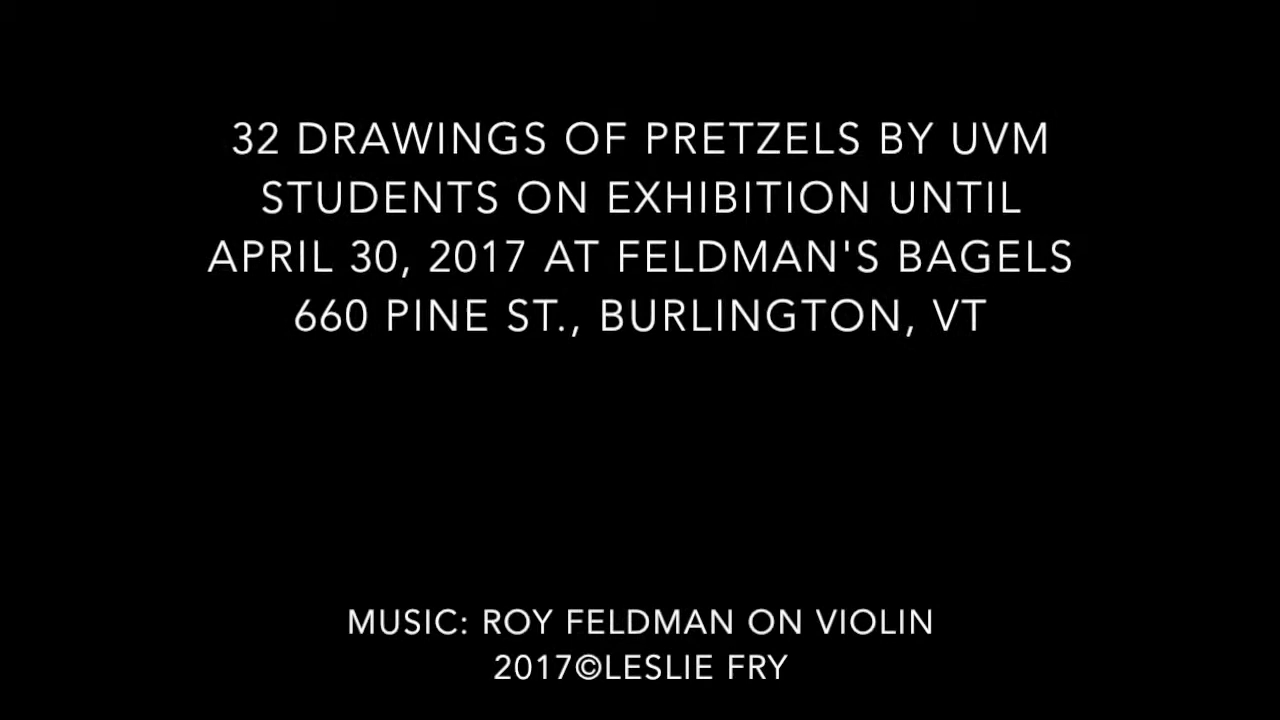 32 DRAWINGS OF PRETZELS BY UVM
STUDENTS ON EXHIBITION UNTIL
APRIL 30, 2017 AT FELDMAN'S BAGELS
660 PINE ST., BURLINGTON, VT
MUSIC: ROY FELDMAN ON VIOLIN
2017©LESLIE FRY